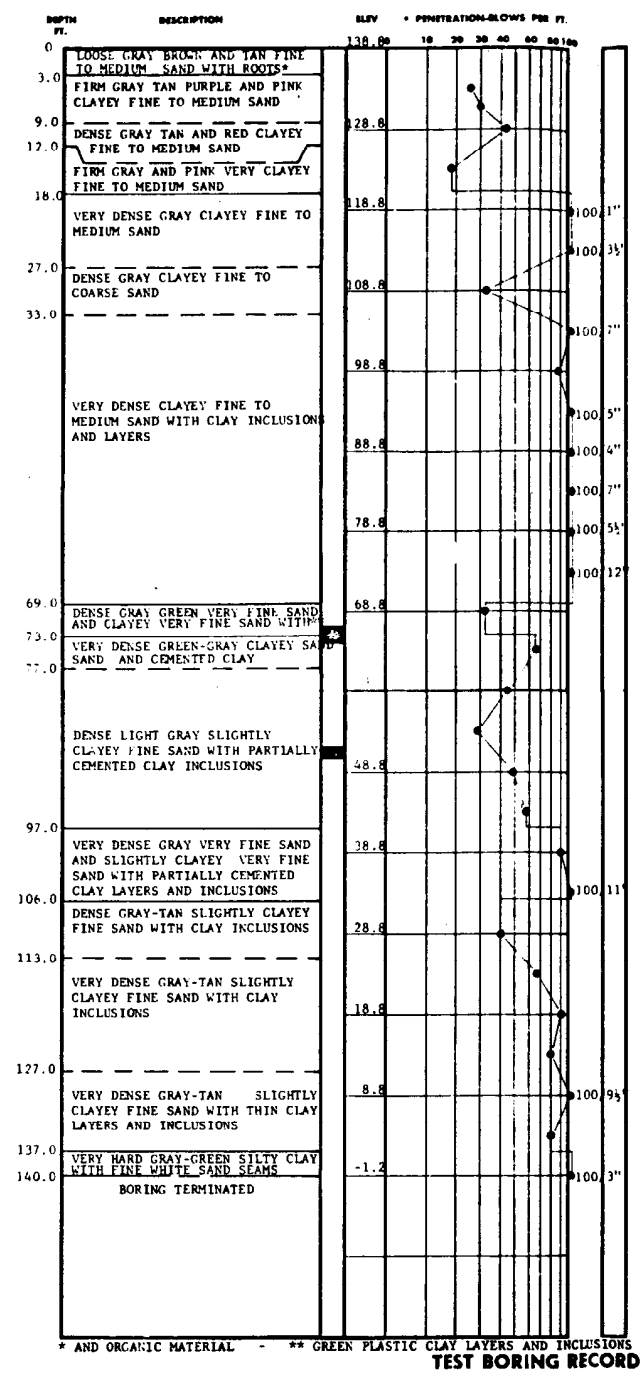 DEPTH FT. DESCRIPTION ELEV • PENETRATION-BLOWS PER FT.
0 138.8 0 10 20 30 40 60 80 100
LOOSE GRAY BROWN AND TAN FINE
TO MEDIUM SAND WITH ROOTS*
3.0
FIRM GRAY TAN PURPLE AND PINK
CLAYEY FINE TO MEDIUM SAND
9.0
128.8
DENSE GRAY TAN AND RED CLAYEY
FINE TO MEDIUM SAND
12.0
FIRM GRAY AND PINK VERY CLAYEY
FINE TO MEDIUM SAND
18.0
118.8 100/1"
VERY DENSE GRAY CLAYEY FINE TO
MEDIUM SAND
100/3½"
27.0
DENSE GRAY CLAYEY FINE TO
COARSE SAND
108.8
33.0
100/7"
98.8
VERY DENSE CLAYEY FINE TO
MEDIUM SAND WITH CLAY INCLUSIONS
AND LAYERS
100/5"
88.8 100/4"
100/7"
78.8 100/5½"
100/12"
69.0
DENSE GRAY GREEN VERY FINE SAND
AND CLAYEY VERY FINE SAND WITH**
68.8
73.0
VERY DENSE GREEN-GRAY CLAYEY SAND
SAND AND CEMENTED CLAY
77.0
DENSE LIGHT GRAY SLIGHTLY
CLAYEY FINE SAND WITH PARTIALLY
CEMENTED CLAY INCLUSIONS
48.8
97.0
VERY DENSE GRAY VERY FINE SAND
AND SLIGHTLY CLAYEY VERY FINE
SAND WITH PARTIALLY CEMENTED
CLAY LAYERS AND INCLUSIONS
38.8
100/11"
106.0
DENSE GRAY-TAN SLIGHTLY CLAYEY
FINE SAND WITH CLAY INCLUSIONS
28.8
113.0
VERY DENSE GRAY-TAN SLIGHTLY
CLAYEY FINE SAND WITH CLAY
INCLUSIONS
18.8
127.0
VERY DENSE GRAY-TAN SLIGHTLY
CLAYEY FINE SAND WITH THIN CLAY
LAYERS AND INCLUSIONS
8.8 100/9½"
137.0
VERY HARD GRAY-GREEN SILTY CLAY
WITH FINE WHITE SAND SEAMS
140.0
-1.2 100/3"
BORING TERMINATED
* AND ORGANIC MATERIAL - ** GREEN PLASTIC CLAY LAYERS AND INCLUSIONS
TEST BORING RECORD